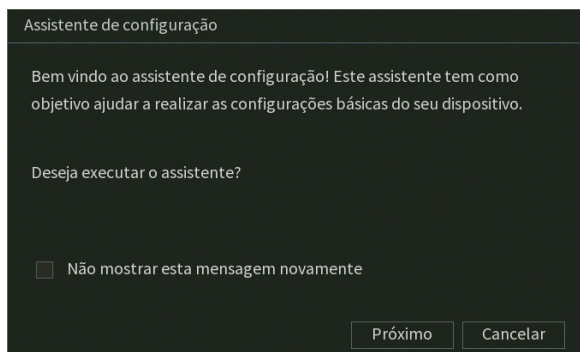 Assistente de configuração
Bem vindo ao assistente de configuração! Este assistente tem como
objetivo ajudar a realizar as configurações básicas do seu dispositivo.
Deseja executar o assistente?
Não mostrar esta mensagem novamente
Próximo Cancelar